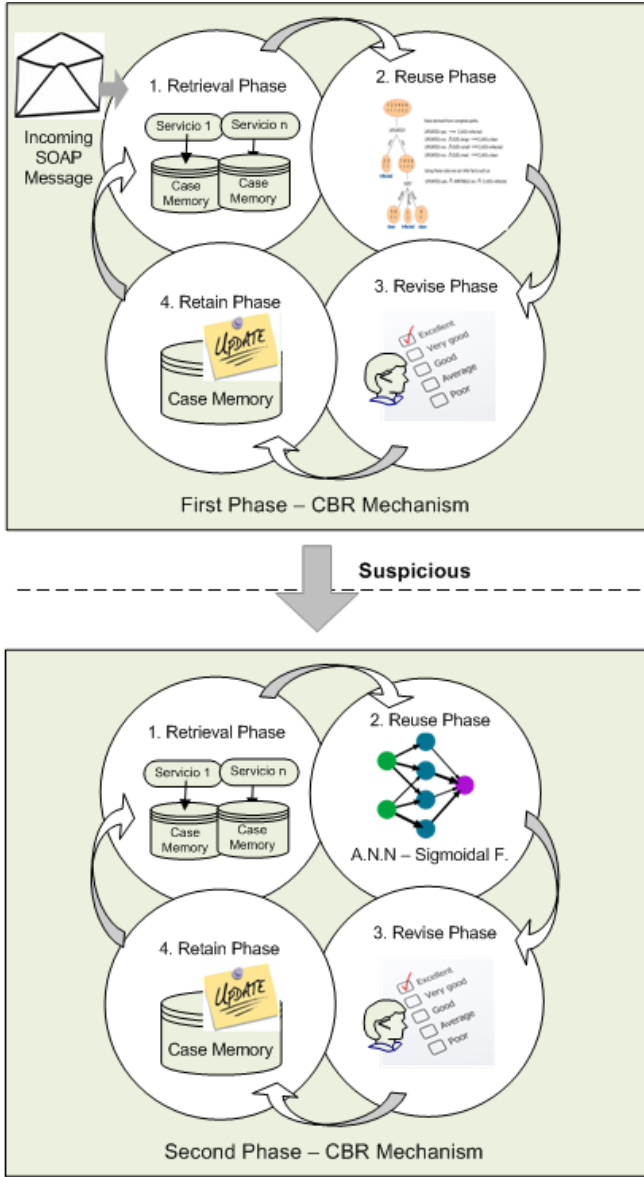 Incoming
SOAP
Message
1. Retrieval Phase
Servicio 1
Servicio n
Case
Memory
Case
Memory
2. Reuse Phase
3. Revise Phase
Excellent
Very good
Good
Average
Poor
4. Retain Phase
UPDATE
Case Memory
First Phase – CBR Mechanism
Suspicious
1. Retrieval Phase
Servicio 1
Servicio n
Case
Memory
Case
Memory
2. Reuse Phase
A.N.N – Sigmoidal F.
3. Revise Phase
Excellent
Very good
Good
Average
Poor
4. Retain Phase
UPDATE
Case Memory
Second Phase – CBR Mechanism